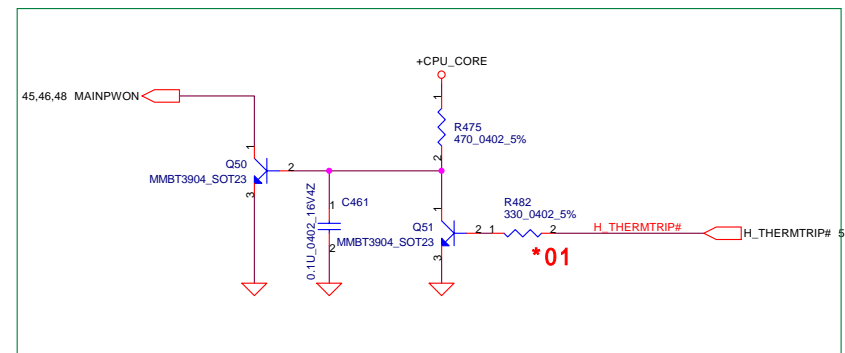 +CPU_CORE
45,46,48 MAINPWON
1
R475
470_0402_5%
2
1
Q50
2
MMBT3904_SOT23
3
1
C461
0.1U_0402_16V4Z
2
1
Q51
MMBT3904_SOT23
2
3
R482
330_0402_5%
1
2
*01
H_THERMTRIP#
H_THERMTRIP# 5